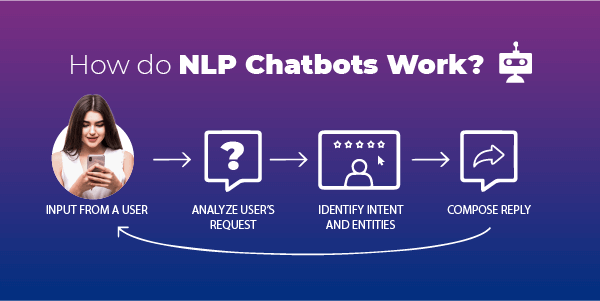 How do NLP Chatbots Work?
INPUT FROM A USER
ANALYZE USER'S
REQUEST
IDENTIFY INTENT
AND ENTITIES
COMPOSE REPLY